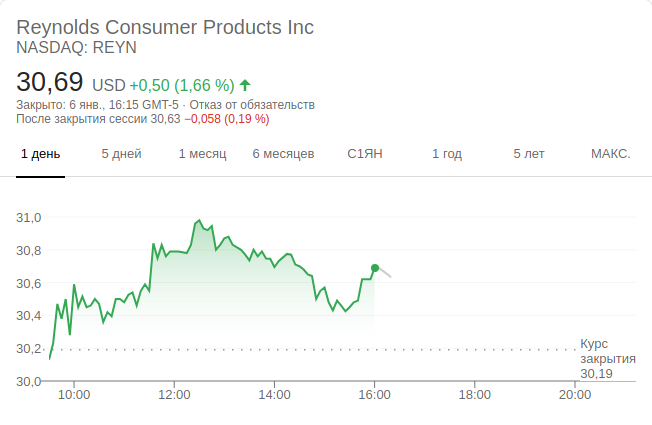 Reynolds Consumer Products Inc
NASDAQ: REYN
30,69 USD +0,50 (1,66 %)
Закрыто: 6 янв., 16:15 GMT-5 · Отказ от обязательств
После закрытия сессии 30,63 −0,058 (0,19 %)
1 день 5 дней 1 месяц 6 месяцев С1ЯН 1 год 5 лет МАКС.
31,0
30,8
30,6
30,4
30,2
30,0
Курс
закрытия
30,19
10:00 12:00 14:00 16:00 18:00 20:00